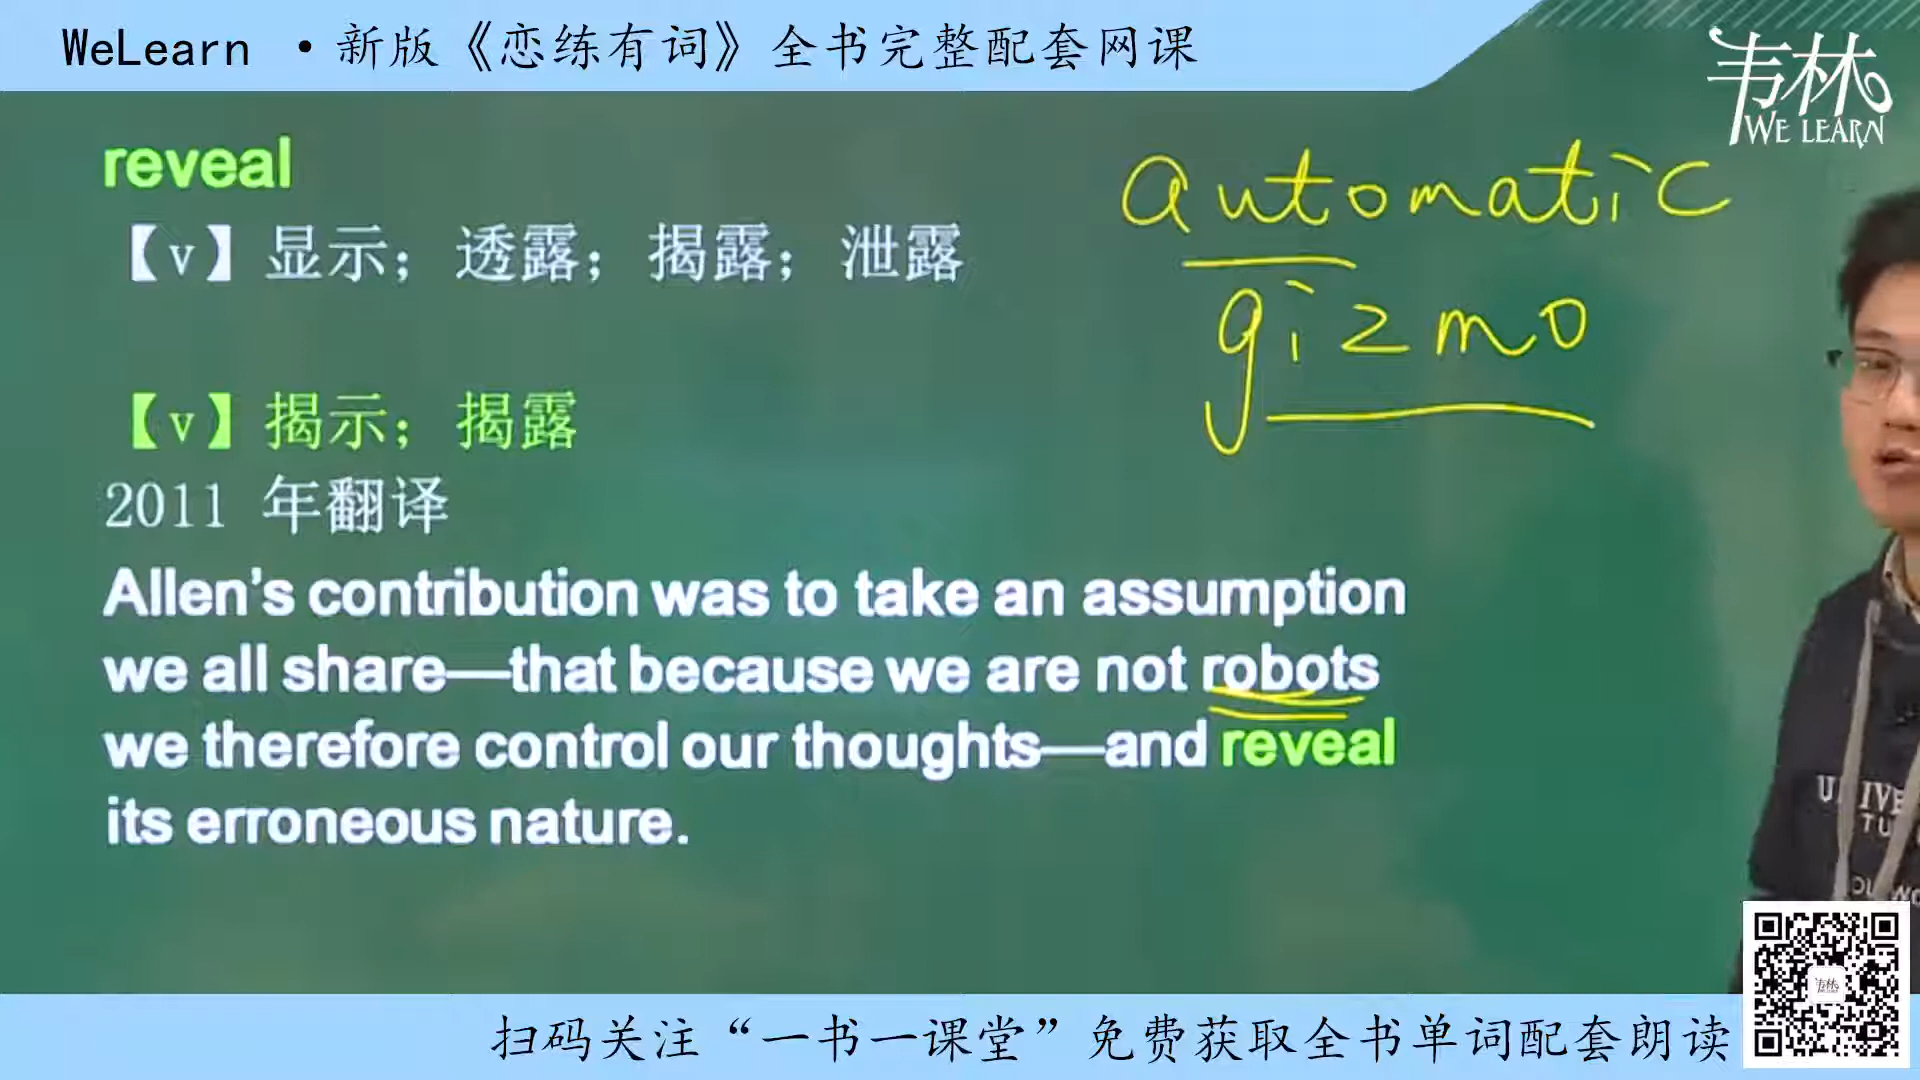 WeLearn ·新版《恋练有词》全书完整配套网课
韦林
WE LEARN
reveal
【v】显示；透露；揭露；泄露
automatic
gizmo
【v】揭示；揭露
2011 年翻译
Allen’s contribution was to take an assumption
we all share—that because we are not robots
we therefore control our thoughts—and reveal
its erroneous nature.
韦林
扫码关注“一书一课堂”免费获取全书单词配套朗读